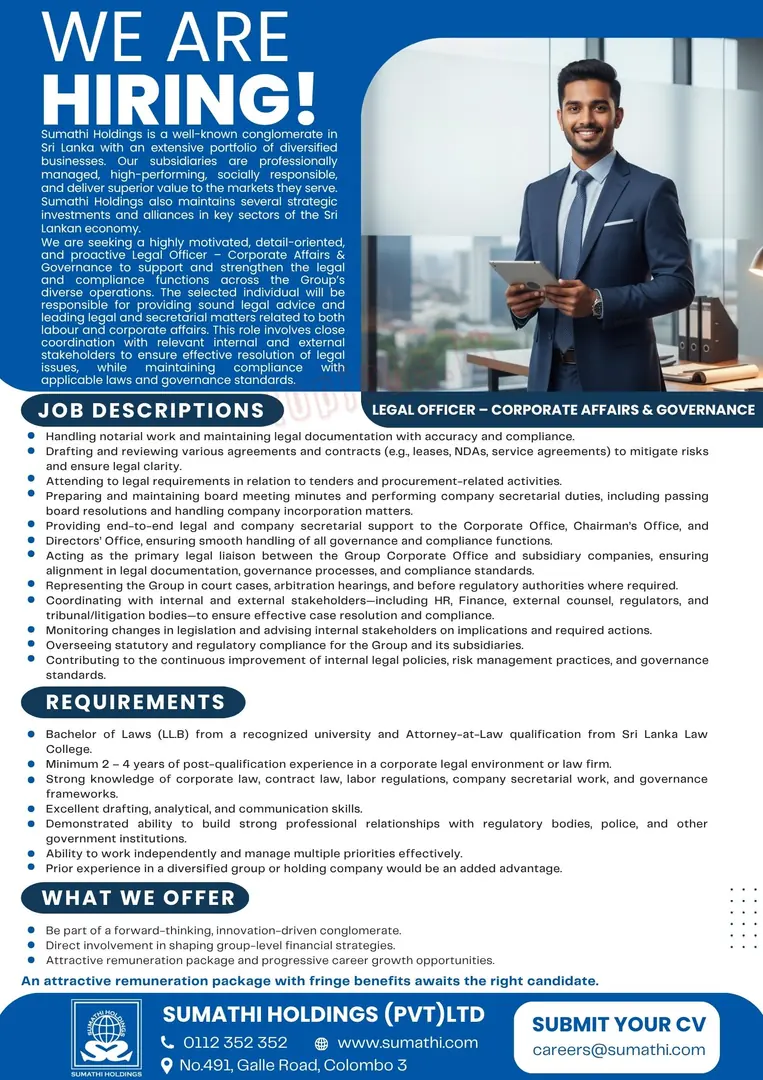 WE ARE
HIRING!
Sumathi Holdings is a well-known conglomerate in
Sri Lanka with an extensive portfolio of diversified
businesses. Our subsidiaries are professionally
managed, high-performing, socially responsible,
and deliver superior value to the markets they serve.
Sumathi Holdings also maintains several strategic
investments and alliances in key sectors of the Sri
Lankan economy.
We are seeking a highly motivated, detail-oriented,
and proactive Legal Officer – Corporate Affairs &
Governance to support and strengthen the legal
and compliance functions across the Group's
diverse operations. The selected individual will be
responsible for providing sound legal advice and
leading legal and secretarial matters related to both
labour and corporate affairs. This role involves close
coordination with relevant internal and external
stakeholders to ensure effective resolution of legal
issues, while maintaining compliance with
applicable laws and governance standards.
LEGAL OFFICER – CORPORATE AFFAIRS & GOVERNANCE
JOB DESCRIPTIONS
Handling notarial work and maintaining legal documentation with accuracy and compliance.
Drafting and reviewing various agreements and contracts (e.g., leases, NDAs, service agreements) to mitigate risks
and ensure legal clarity.
Attending to legal requirements in relation to tenders and procurement-related activities.
Preparing and maintaining board meeting minutes and performing company secretarial duties, including passing
board resolutions and handling company incorporation matters.
Providing end-to-end legal and company secretarial support to the Corporate Office, Chairman's Office, and
Directors' Office, ensuring smooth handling of all governance and compliance functions.
Acting as the primary legal liaison between the Group Corporate Office and subsidiary companies, ensuring
alignment in legal documentation, governance processes, and compliance standards.
Representing the Group in court cases, arbitration hearings, and before regulatory authorities where required.
Coordinating with internal and external stakeholders—including HR, Finance, external counsel, regulators, and
tribunal/litigation bodies—to ensure effective case resolution and compliance.
Monitoring changes in legislation and advising internal stakeholders on implications and required actions.
Overseeing statutory and regulatory compliance for the Group and its subsidiaries.
Contributing to the continuous improvement of internal legal policies, risk management practices, and governance
standards.
REQUIREMENTS
Bachelor of Laws (LL.B) from a recognized university and Attorney-at-Law qualification from Sri Lanka Law
College.
Minimum 2 – 4 years of post-qualification experience in a corporate legal environment or law firm.
Strong knowledge of corporate law, contract law, labor regulations, company secretarial work, and governance
frameworks.
Excellent drafting, analytical, and communication skills.
Demonstrated ability to build strong professional relationships with regulatory bodies, police, and other
government institutions.
Ability to work independently and manage multiple priorities effectively.
Prior experience in a diversified group or holding company would be an added advantage.
WHAT WE OFFER
Be part of a forward-thinking, innovation-driven conglomerate.
Direct involvement in shaping group-level financial strategies.
Attractive remuneration package and progressive career growth opportunities.
An attractive remuneration package with fringe benefits awaits the right candidate.
SUMATHI HOLDINGS
SUMATHI HOLDINGS
SUMATHI HOLDINGS (PVT)LTD
0112 352 352
www.sumathi.com
No.491, Galle Road, Colombo 3
SUBMIT YOUR CV
careers@sumathi.com